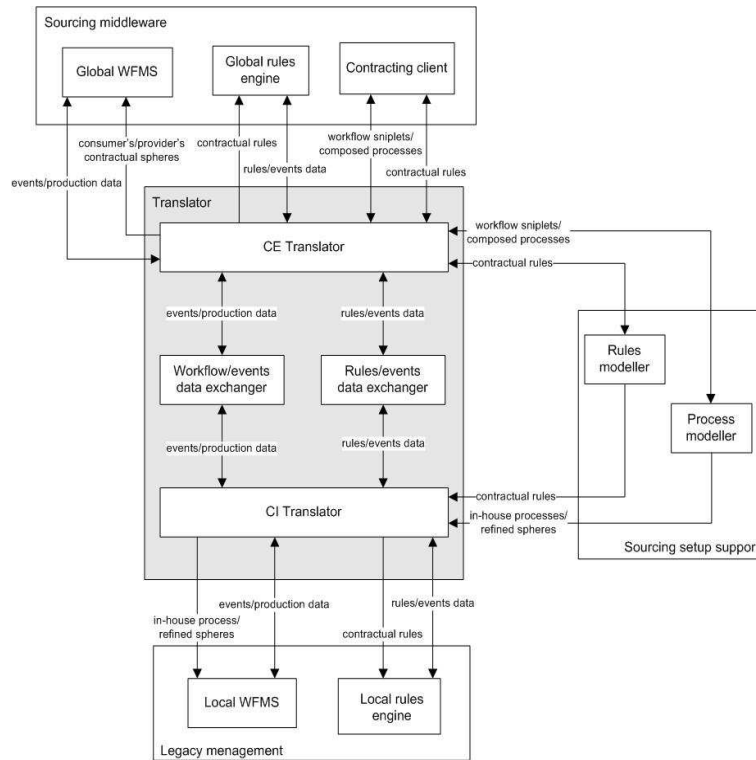 Sourcing middleware
Global WFMS
Global rules
engine
Contracting client
consumer's/provider's
contractual spheres
contractual rules
workflow sniplets/
composed processes
events/production data
rules/events data
contractual rules
Translator
CE Translator
workflow sniplets/
composed processes
contractual rules
events/production data
rules/events data
Workflow/events
data exchanger
Rules/events
data exchanger
Rules
modeller
Process
modeller
events/production data
rules/events data
CI Translator
contractual rules
in-house processes/
refined spheres
Sourcing setup support
in-house process/
refined spheres
events/production data
contractual rules
rules/events data
Local WFMS
Local rules
engine
Legacy menagement